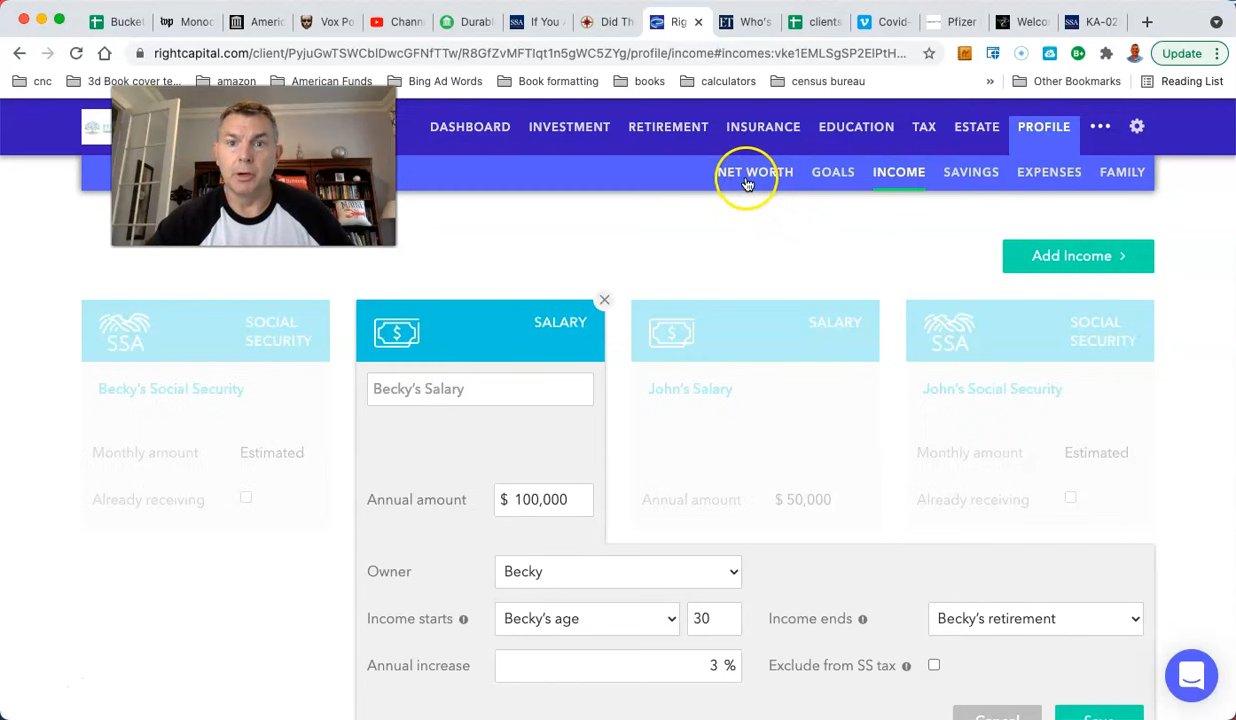 Bucket
Monoc
Americ
Vox Po
Chann
Durabl
If You A
Did Th
Rig
Who's
clients
Covid-
Pfizer
Welco
KA-02
rightcapital.com/client/PyjuGwTSWCbIDwcGFNfTTw/R8GfZvMFTIqt1n5gWC5ZYg/profile/income#incomes:vke1EMLSgSP2ElPtH...
Update
cnc
3d Book cover te...
amazon
American Funds
Bing Ad Words
Book formatting
books
calculators
census bureau
»
Other Bookmarks
Reading List
DASHBOARD
INVESTMENT
RETIREMENT
INSURANCE
EDUCATION
TAX
ESTATE
PROFILE
NET WORTH
GOALS
INCOME
SAVINGS
EXPENSES
FAMILY
Add Income >
SSA
SOCIAL
SECURITY
Becky's Social Security
Monthly amount Estimated
Already receiving
SALARY
Becky's Salary
Annual amount $ 100,000
SALARY
John's Salary
Annual amount $ 50,000
SSA
SOCIAL
SECURITY
John's Social Security
Monthly amount Estimated
Already receiving
Owner Becky
Income starts Becky's age 30 Income ends Becky's retirement
Annual increase 3 % Exclude from SS tax
Cancel Save